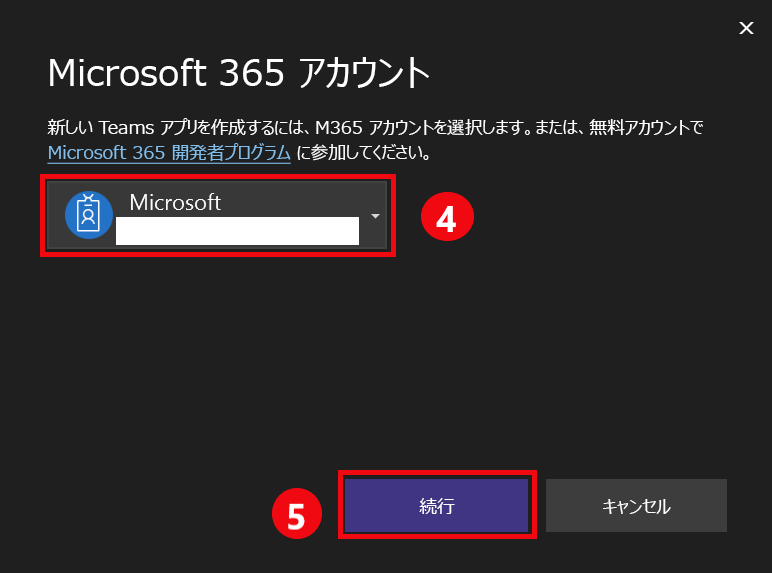 Microsoft 365 アカウント
新しい Teams アプリを作成するには、M365 アカウントを選択します。または、無料アカウントで
Microsoft 365 開発者プログラム に参加してください。
Microsoft
4
5
続行
キャンセル